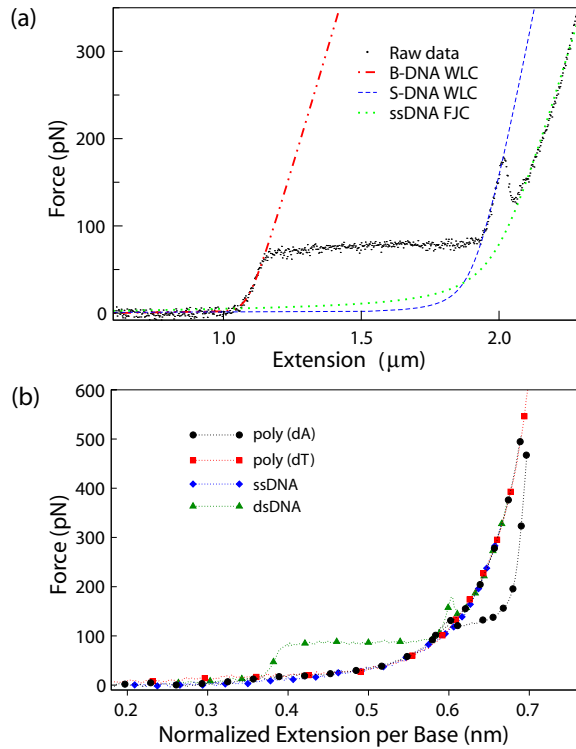 (a)
350
300
200
100
0
Force (pN)
Raw data
B-DNA WLC
S-DNA WLC
ssDNA FJC
1.0
1.5
2.0
Extension (μm)
(b)
600
500
400
300
200
100
0
Force (pN)
poly (dA)
poly (dT)
ssDNA
dsDNA
0.2
0.3
0.4
0.5
0.6
0.7
Normalized Extension per Base (nm)